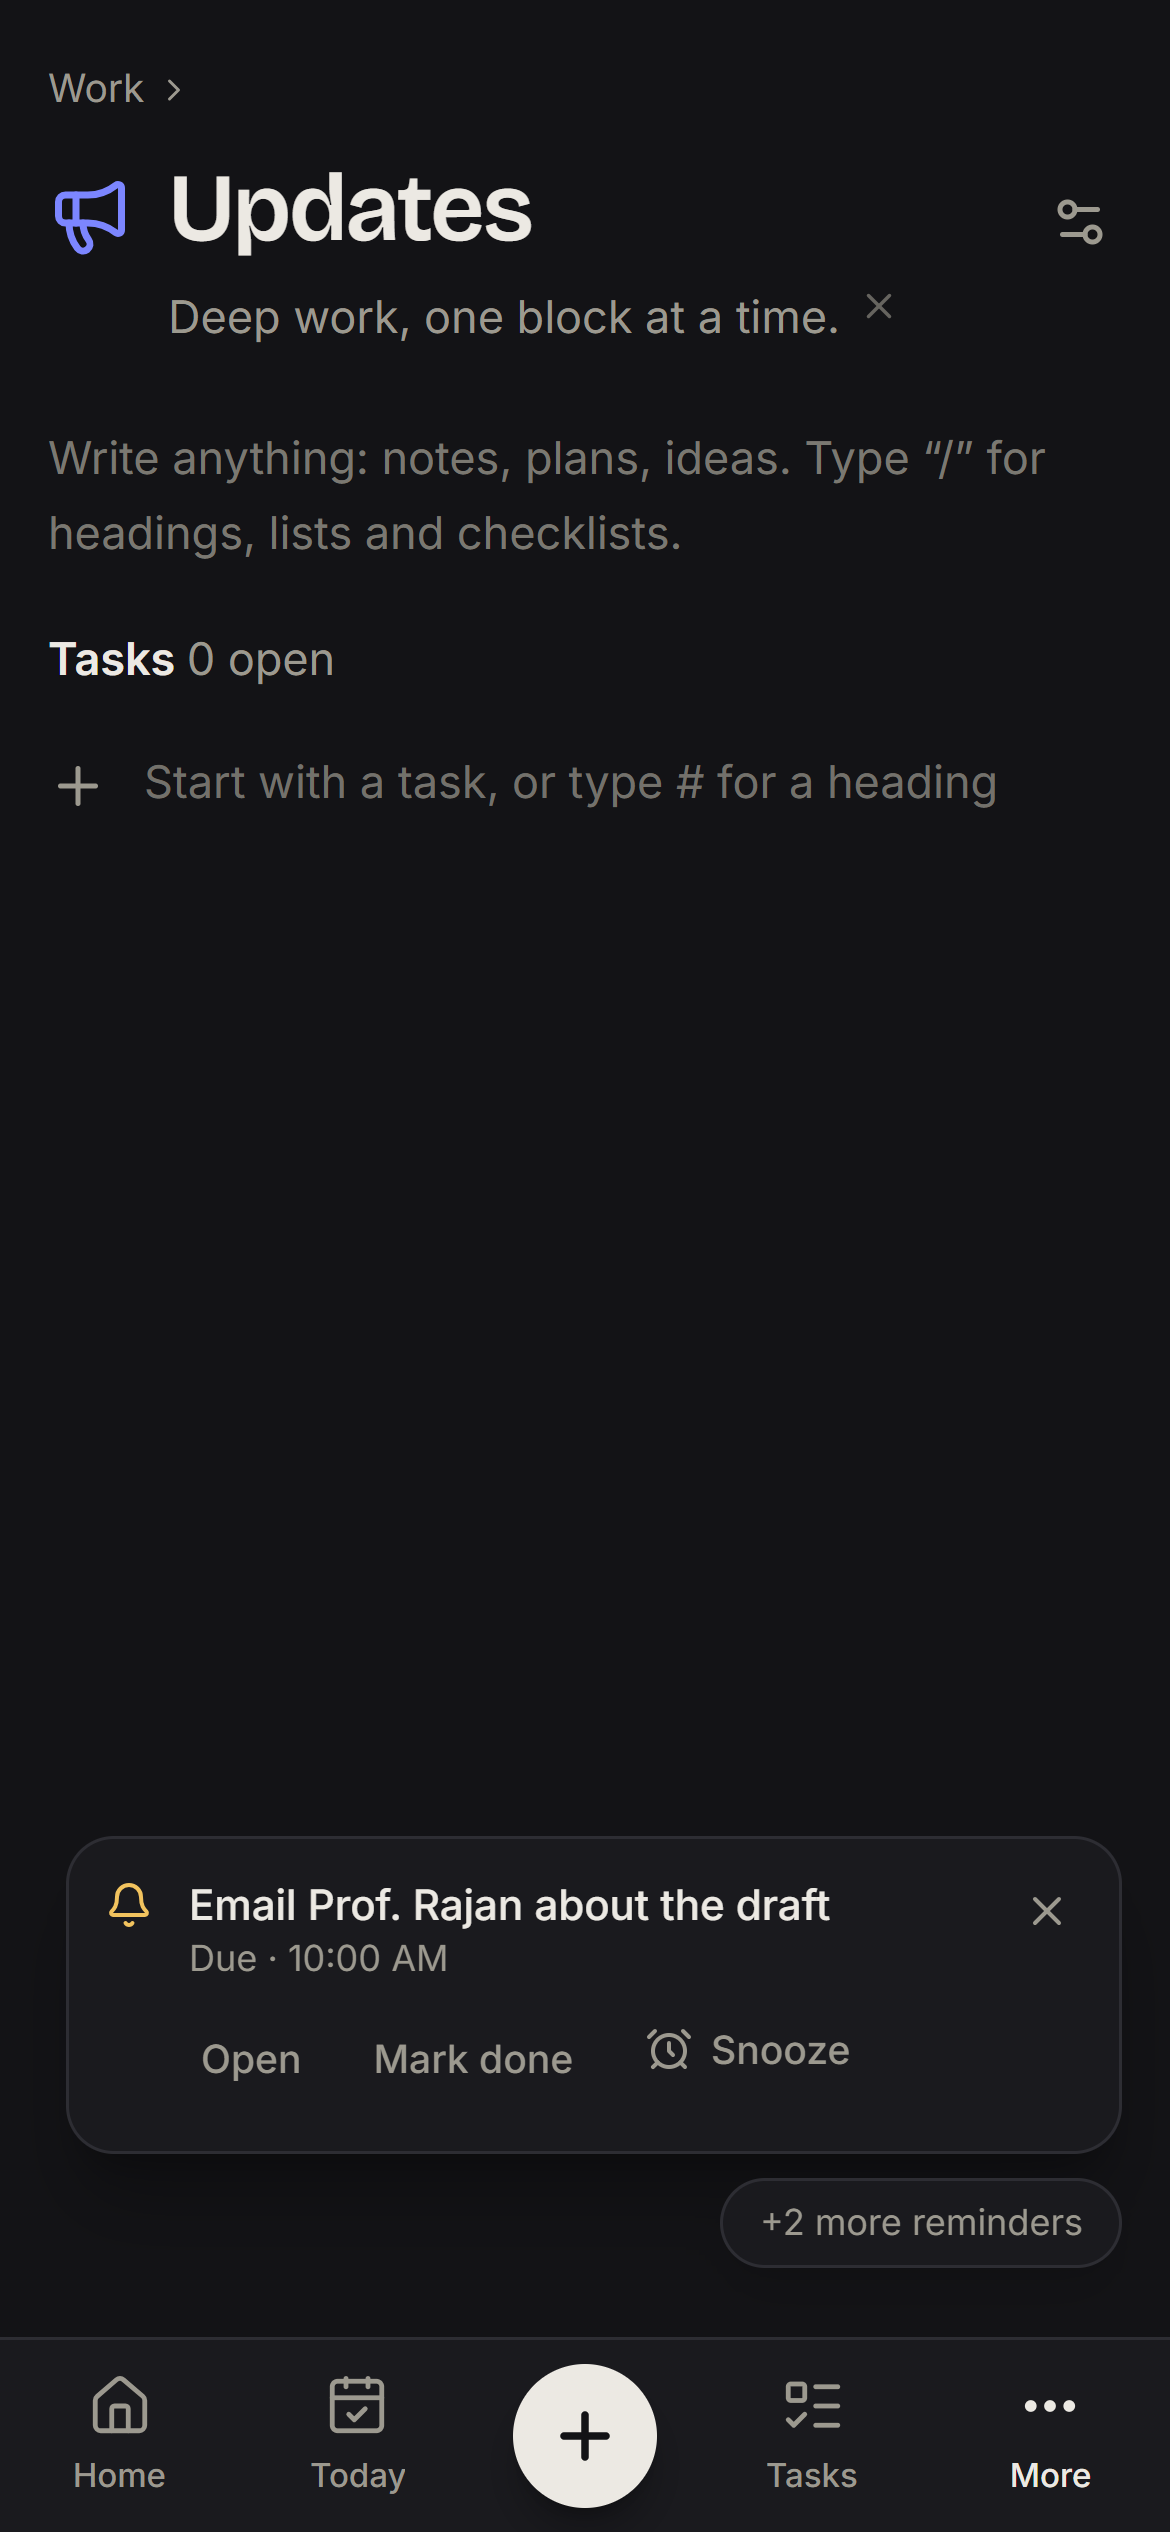 Work
Updates
Deep work, one block at a time.
Write anything: notes, plans, ideas. Type “/” for
headings, lists and checklists.
Tasks 0 open
Start with a task, or type # for a heading
Email Prof. Rajan about the draft
Due · 10:00 AM
Open Mark done Snooze
+2 more reminders
Home Today Tasks More